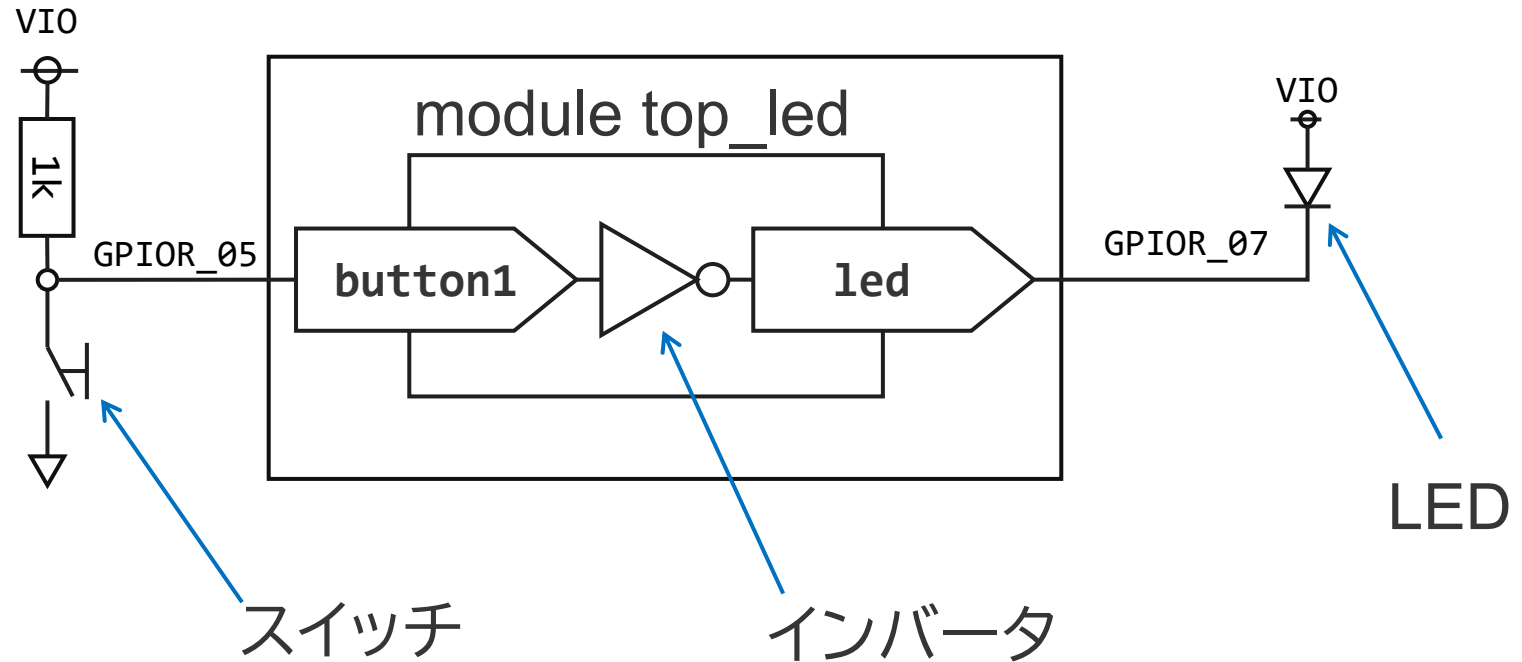 VIO
1k
GPIOR_05
module top_led
button1
led
VIO
GPIOR_07
LED
スイッチ
インバータ